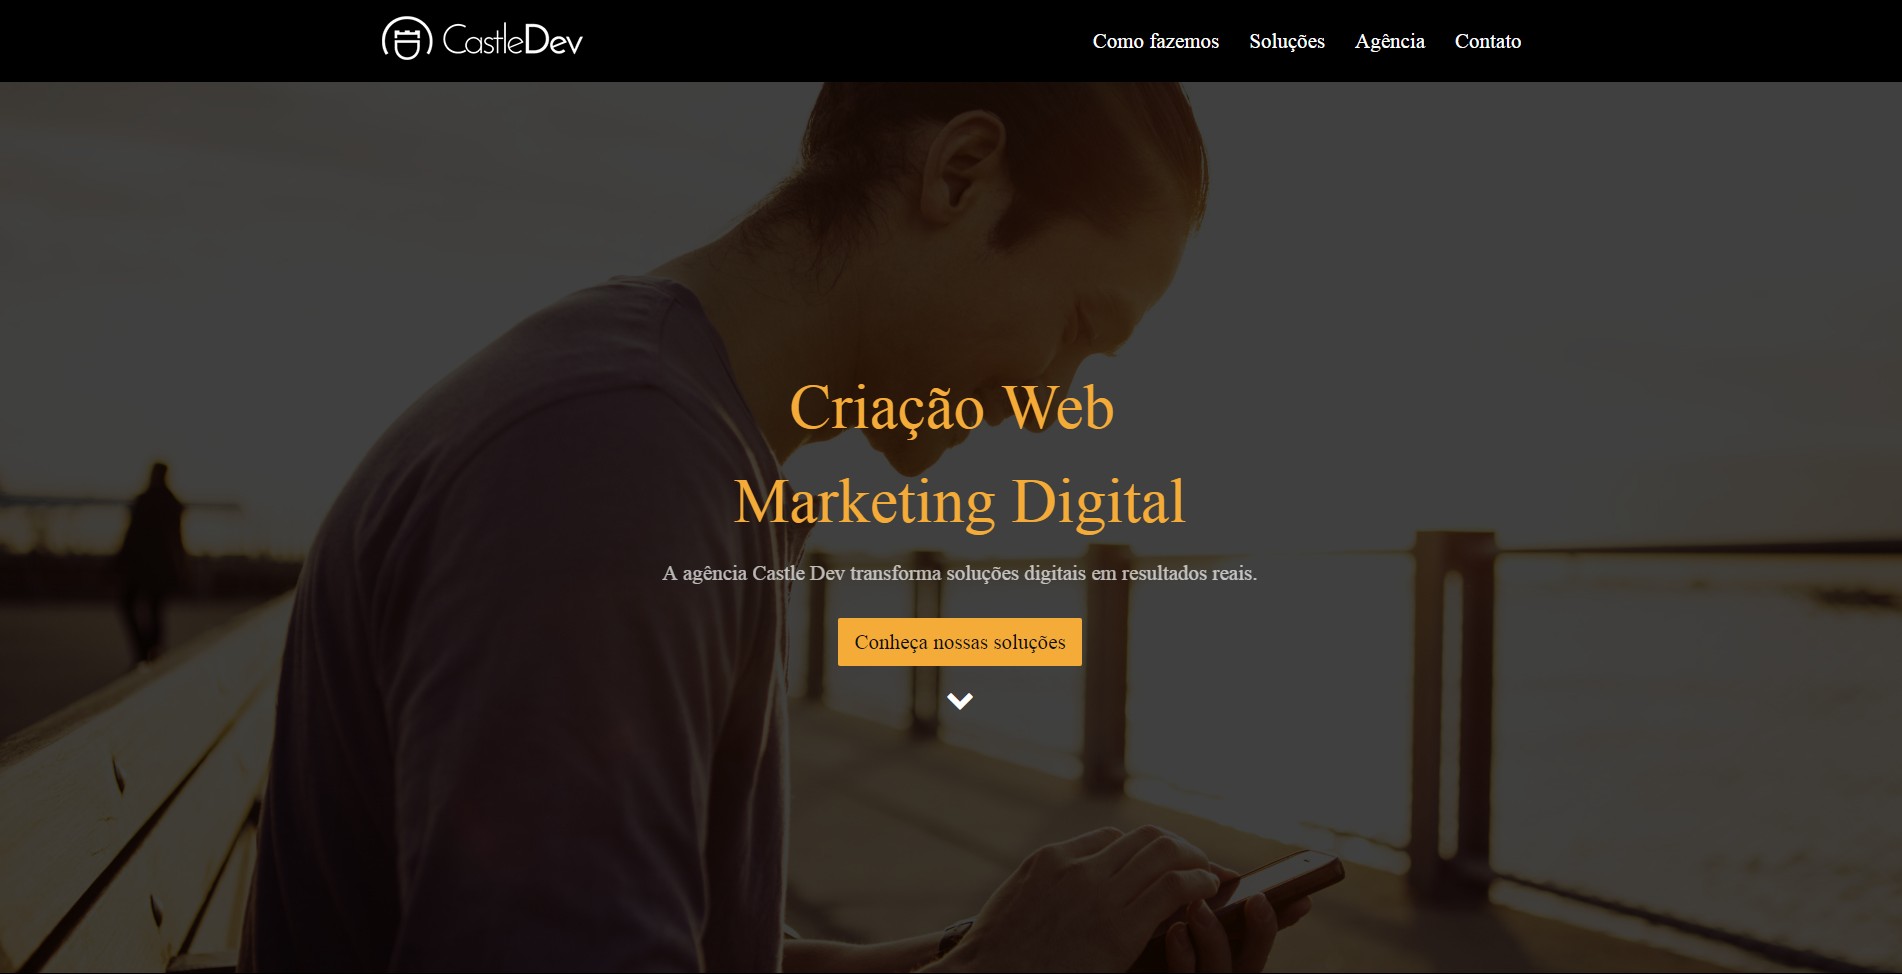 CastleDev
Como fazemos Soluções Agência Contato
Criação Web
Marketing Digital
A agência Castle Dev transforma soluções digitais em resultados reais.
Conheça nossas soluções